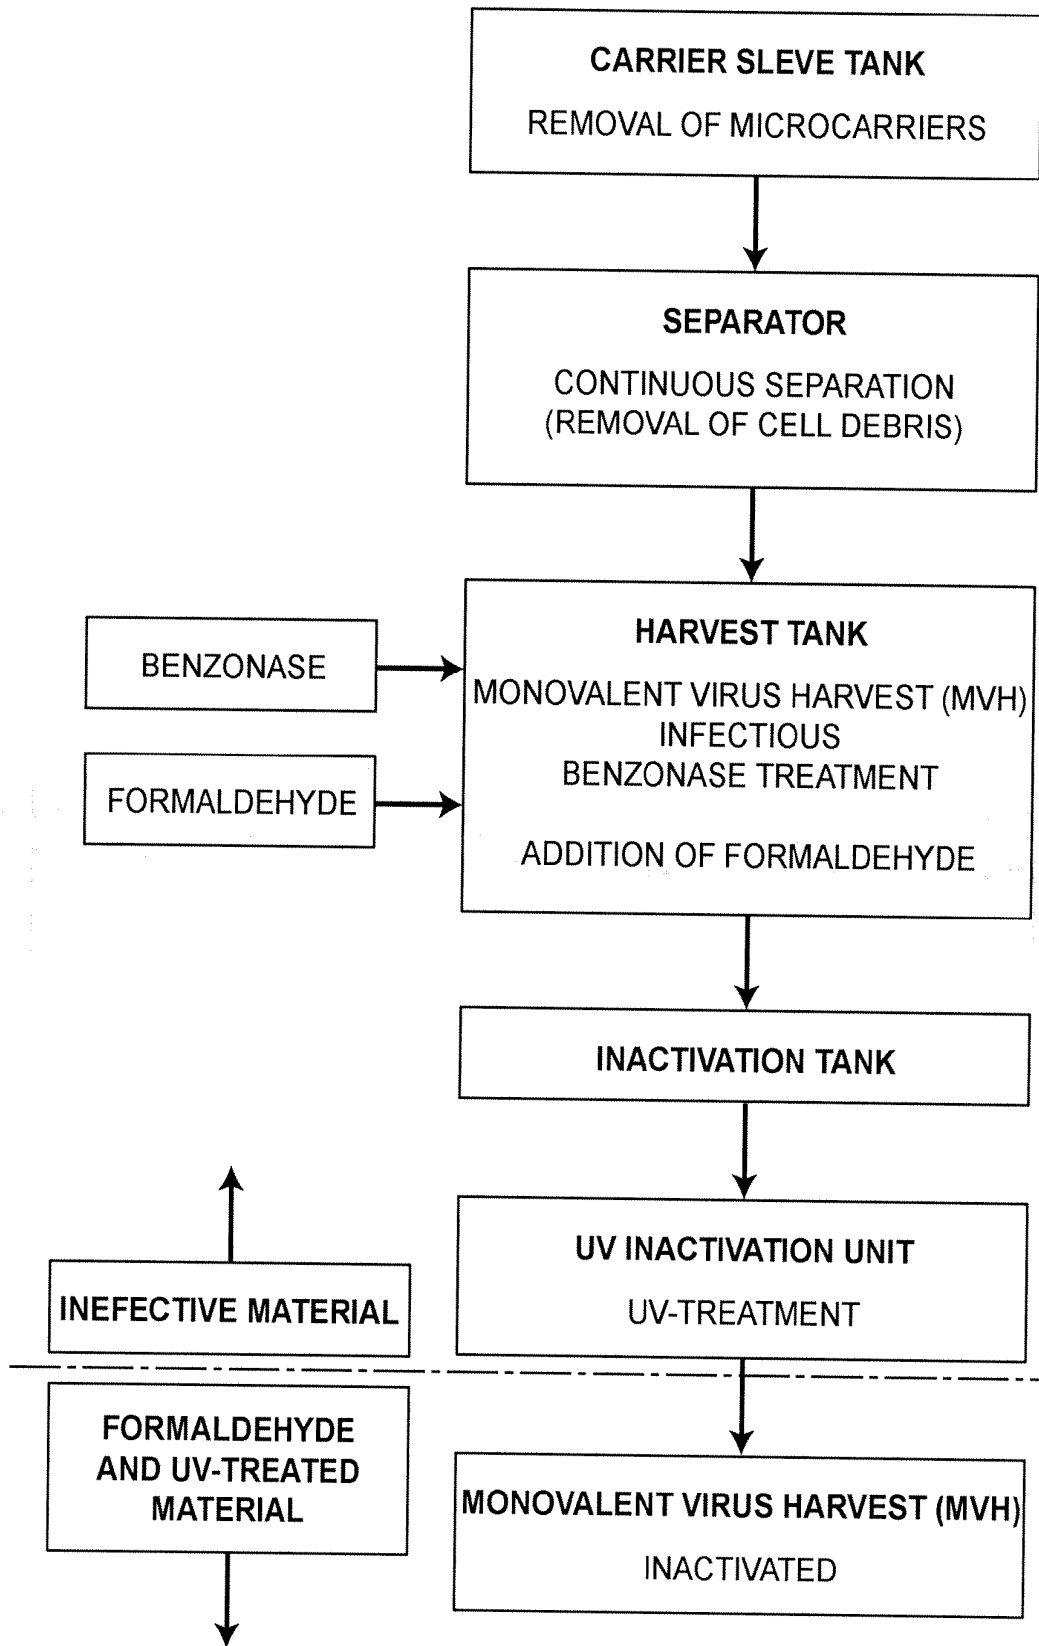 CARRIER SLEVE TANK
REMOVAL OF MICROCARRIERS
SEPARATOR
CONTINUOUS SEPARATION
(REMOVAL OF CELL DEBRIS)
BENZONASE
FORMALDEHYDE
HARVEST TANK
MONOVALENT VIRUS HARVEST (MVH)
INFECTIOUS
BENZONASE TREATMENT
ADDITION OF FORMALDEHYDE
INACTIVATION TANK
UV INACTIVATION UNIT
UV-TREATMENT
INEFECTIVE MATERIAL
FORMALDEHYDE
AND UV-TREATED
MATERIAL
MONOVALENT VIRUS HARVEST (MVH)
INACTIVATED